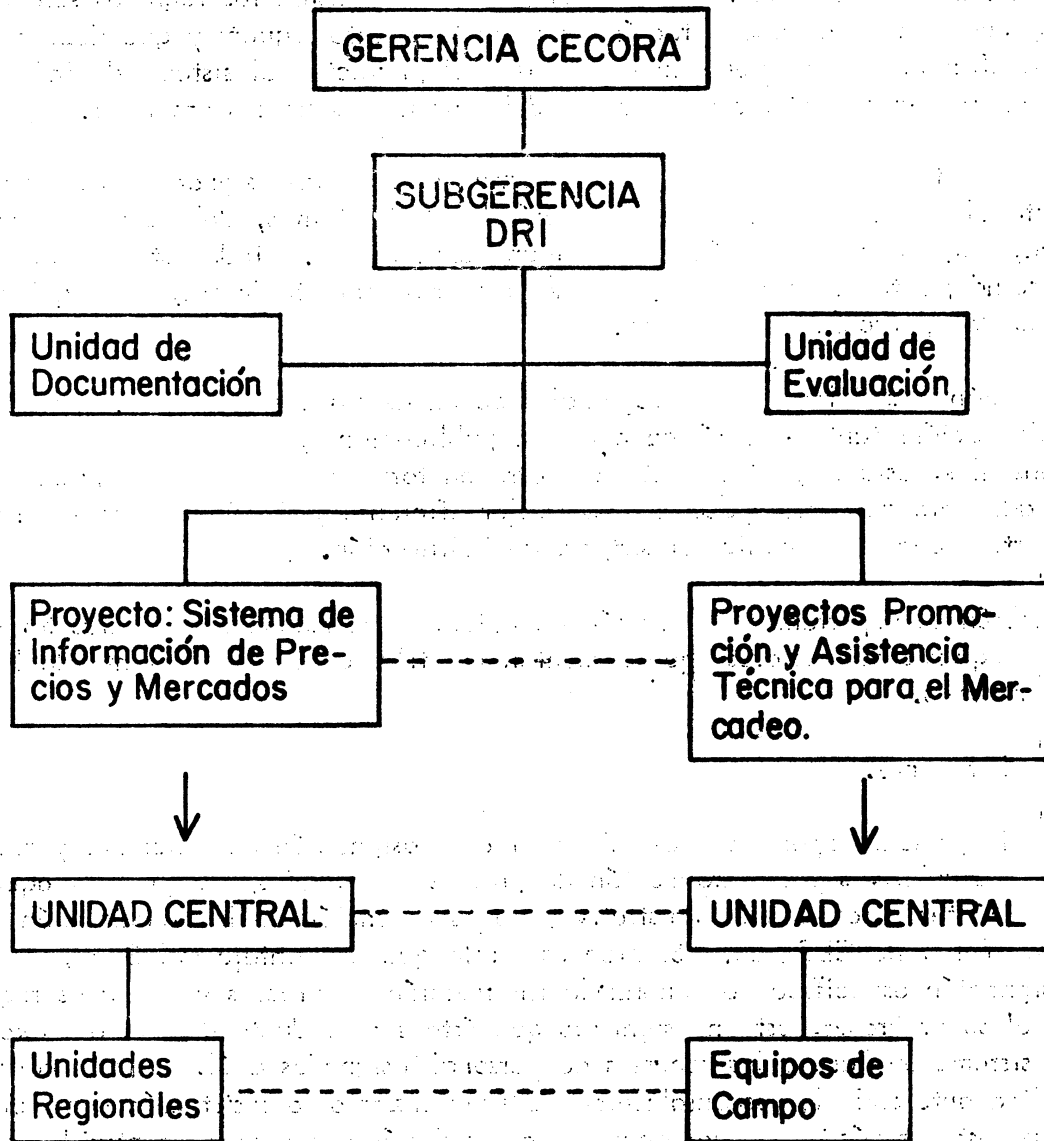 GERENCIA CECORA
SUBGERENCIA
DRI
Unidad de
Documentación
Unidad de
Evaluación
Proyecto: Sistema de
Información de Pre-
cios y Mercados
Proyectos Promo-
ción y Asistencia
Técnica para el Mer-
cadeo.
UNIDAD CENTRAL
UNIDAD CENTRAL
Unidades
Regionales
Equipos de
Campo